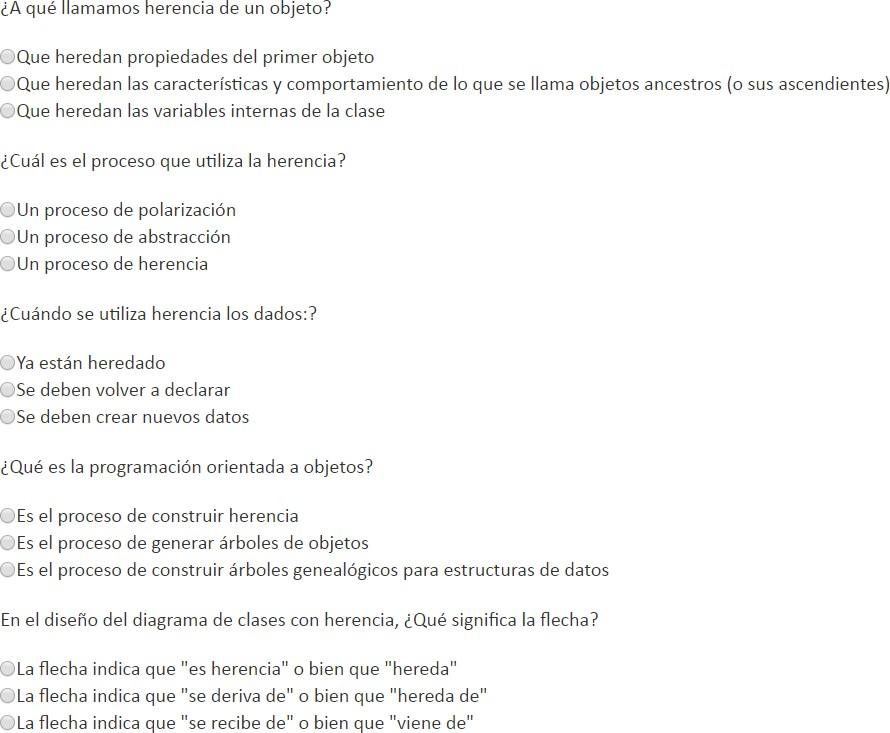 ¿A qué llamamos herencia de un objeto?
Que heredan propiedades del primer objeto
Que heredan las características y comportamiento de lo que se llama objetos ancestros (o sus ascendientes)
Que heredan las variables internas de la clase
¿Cuál es el proceso que utiliza la herencia?
Un proceso de polarización
Un proceso de abstracción
Un proceso de herencia
¿Cuándo se utiliza herencia los dados:?
Ya están heredado
Se deben volver a declarar
Se deben crear nuevos datos
¿Qué es la programación orientada a objetos?
Es el proceso de construir herencia
Es el proceso de generar árboles de objetos
Es el proceso de construir árboles genealógicos para estructuras de datos
En el diseño del diagrama de clases con herencia, ¿Qué significa la flecha?
La flecha indica que "es herencia" o bien que "hereda"
La flecha indica que "se deriva de" o bien que "hereda de"
La flecha indica que "se recibe de" o bien que "viene de"